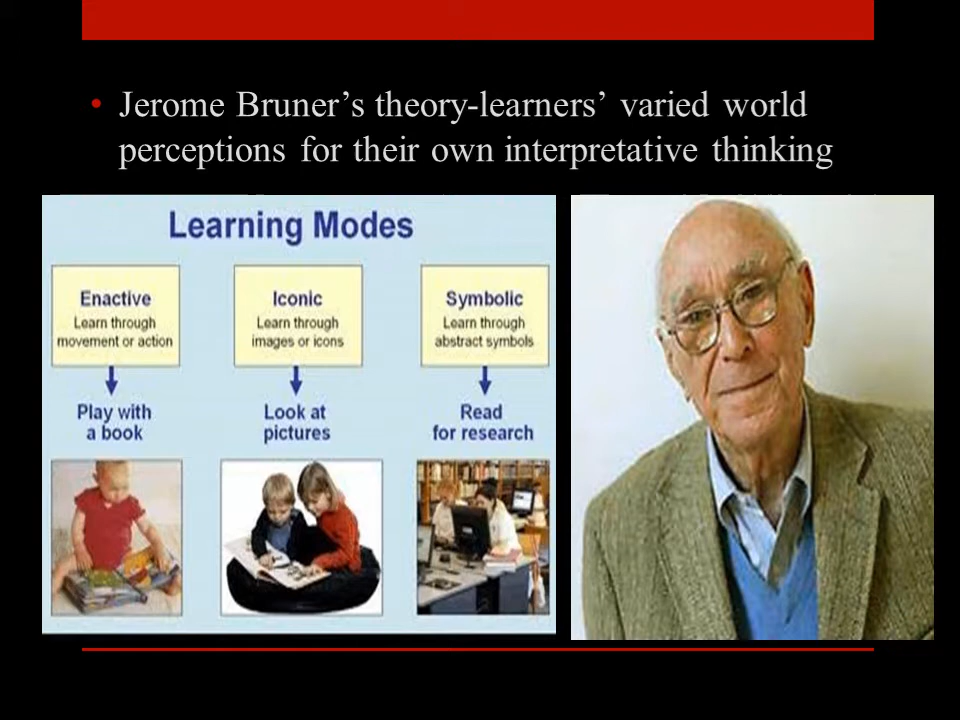 • Jerome Bruner’s theory-learners’ varied world
perceptions for their own interpretative thinking
Learning Modes
Enactive
Learn through
movement or action
Play with
a book
Iconic
Learn through
images or icons
Look at
pictures
Symbolic
Learn through
abstract symbols
Read
for research